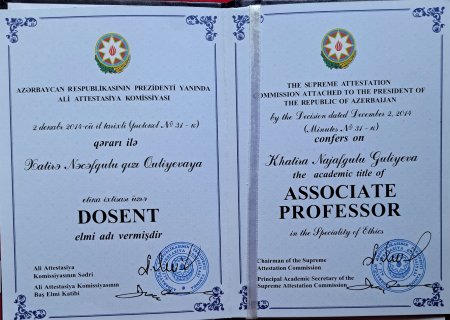 AZƏRBAYCAN RESPUBLİKASININ PREZİDENTİ YANINDA
ALİ ATTESTASİYA KOMİSSİYASI
2 dekabr 2014-cü il tarixli (protokol № 31 - K)
qərarı ilə
Xatirə Nəcəfqulu qızı Quliyevaya
etika ixtisası üzrə
DOSENT
elmi adı vermişdir
Ali Attestasiya
Komissiyasının Sədri
Ali Attestasiya Komissiyasının
Baş Elmi Katibi
THE SUPREME ATTESTATION
COMMISSION ATTACHED TO THE PRESIDENT OF
THE REPUBLIC OF AZERBAIJAN
by the Decision dated December 2, 2014
(Minutes № 31 - K)
confers on
Khatira Najafgulu Guliyeva
the academic title of
ASSOCIATE
PROFESSOR
in the Speciality of Ethics
Chairman of the Supreme
Attestation Commission
Principal Academic Secretary of the
Supreme Attestation Commission